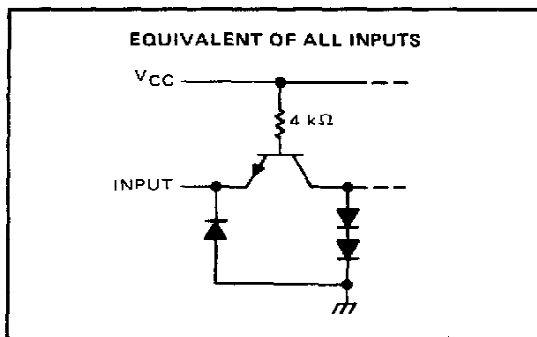 EQUIVALENT OF ALL INPUTS
VCC
4 kΩ
INPUT